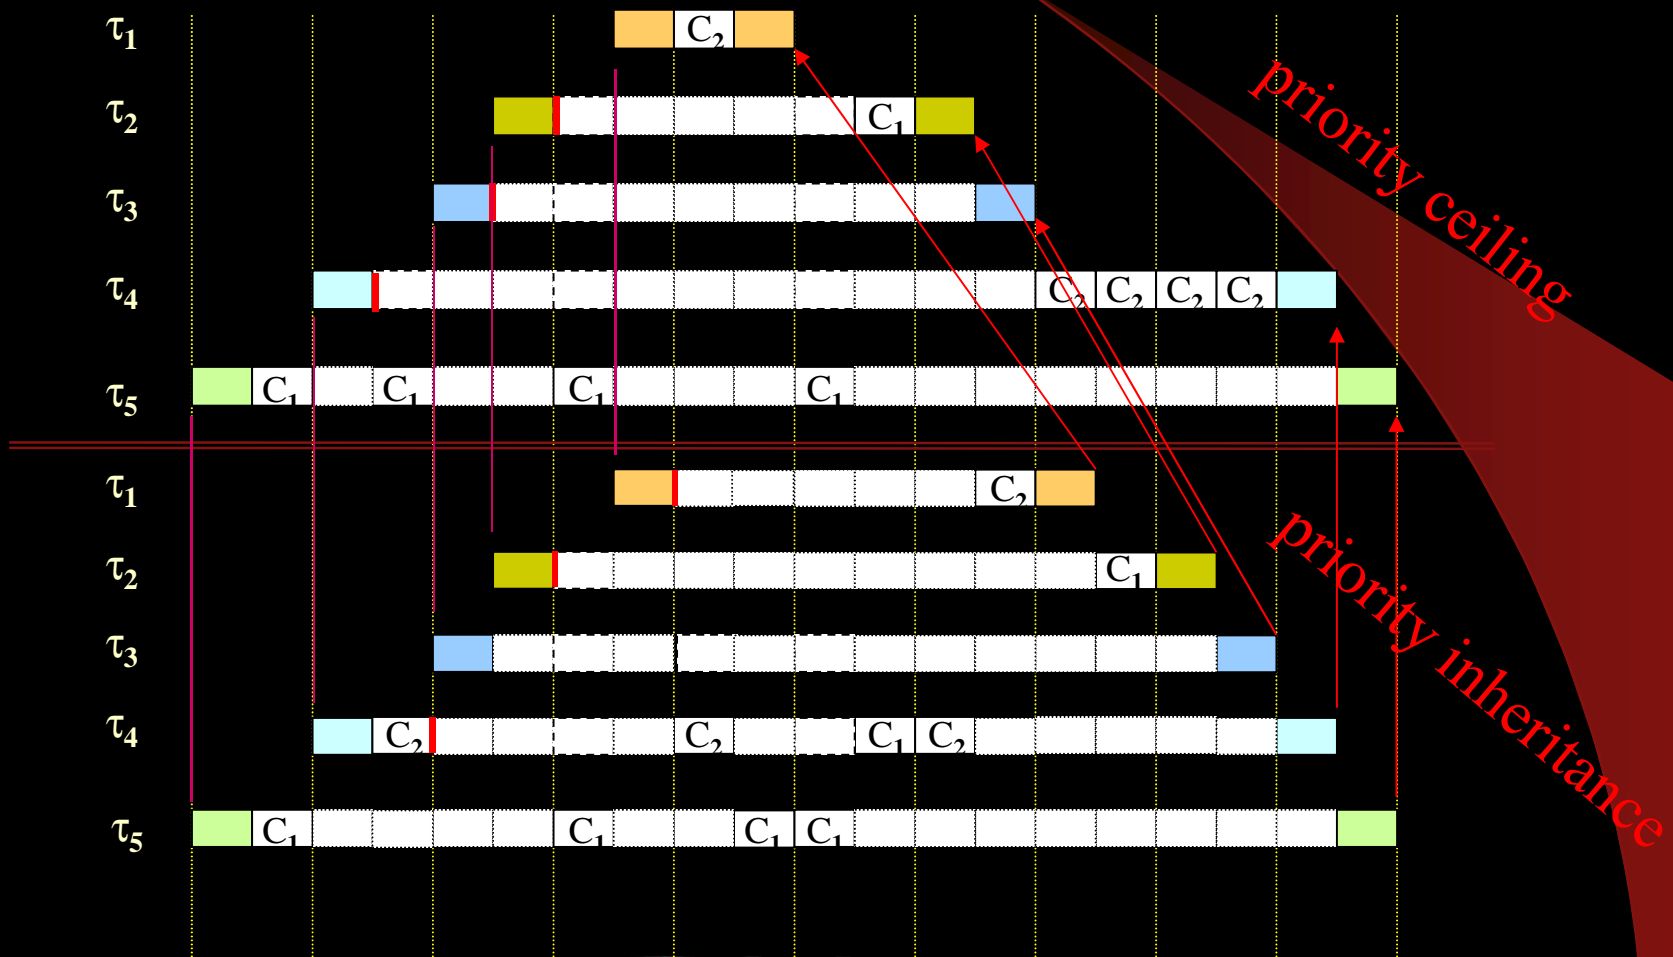 τ1 C2
τ2 C1
τ3
τ4 C2 C2 C2 C2
τ5 C1 C1 C1 C1
priority ceiling
τ1 C2
τ2 C1
τ3
τ4 C2 C2 C1 C2
τ5 C1 C1 C1 C1
priority inheritance